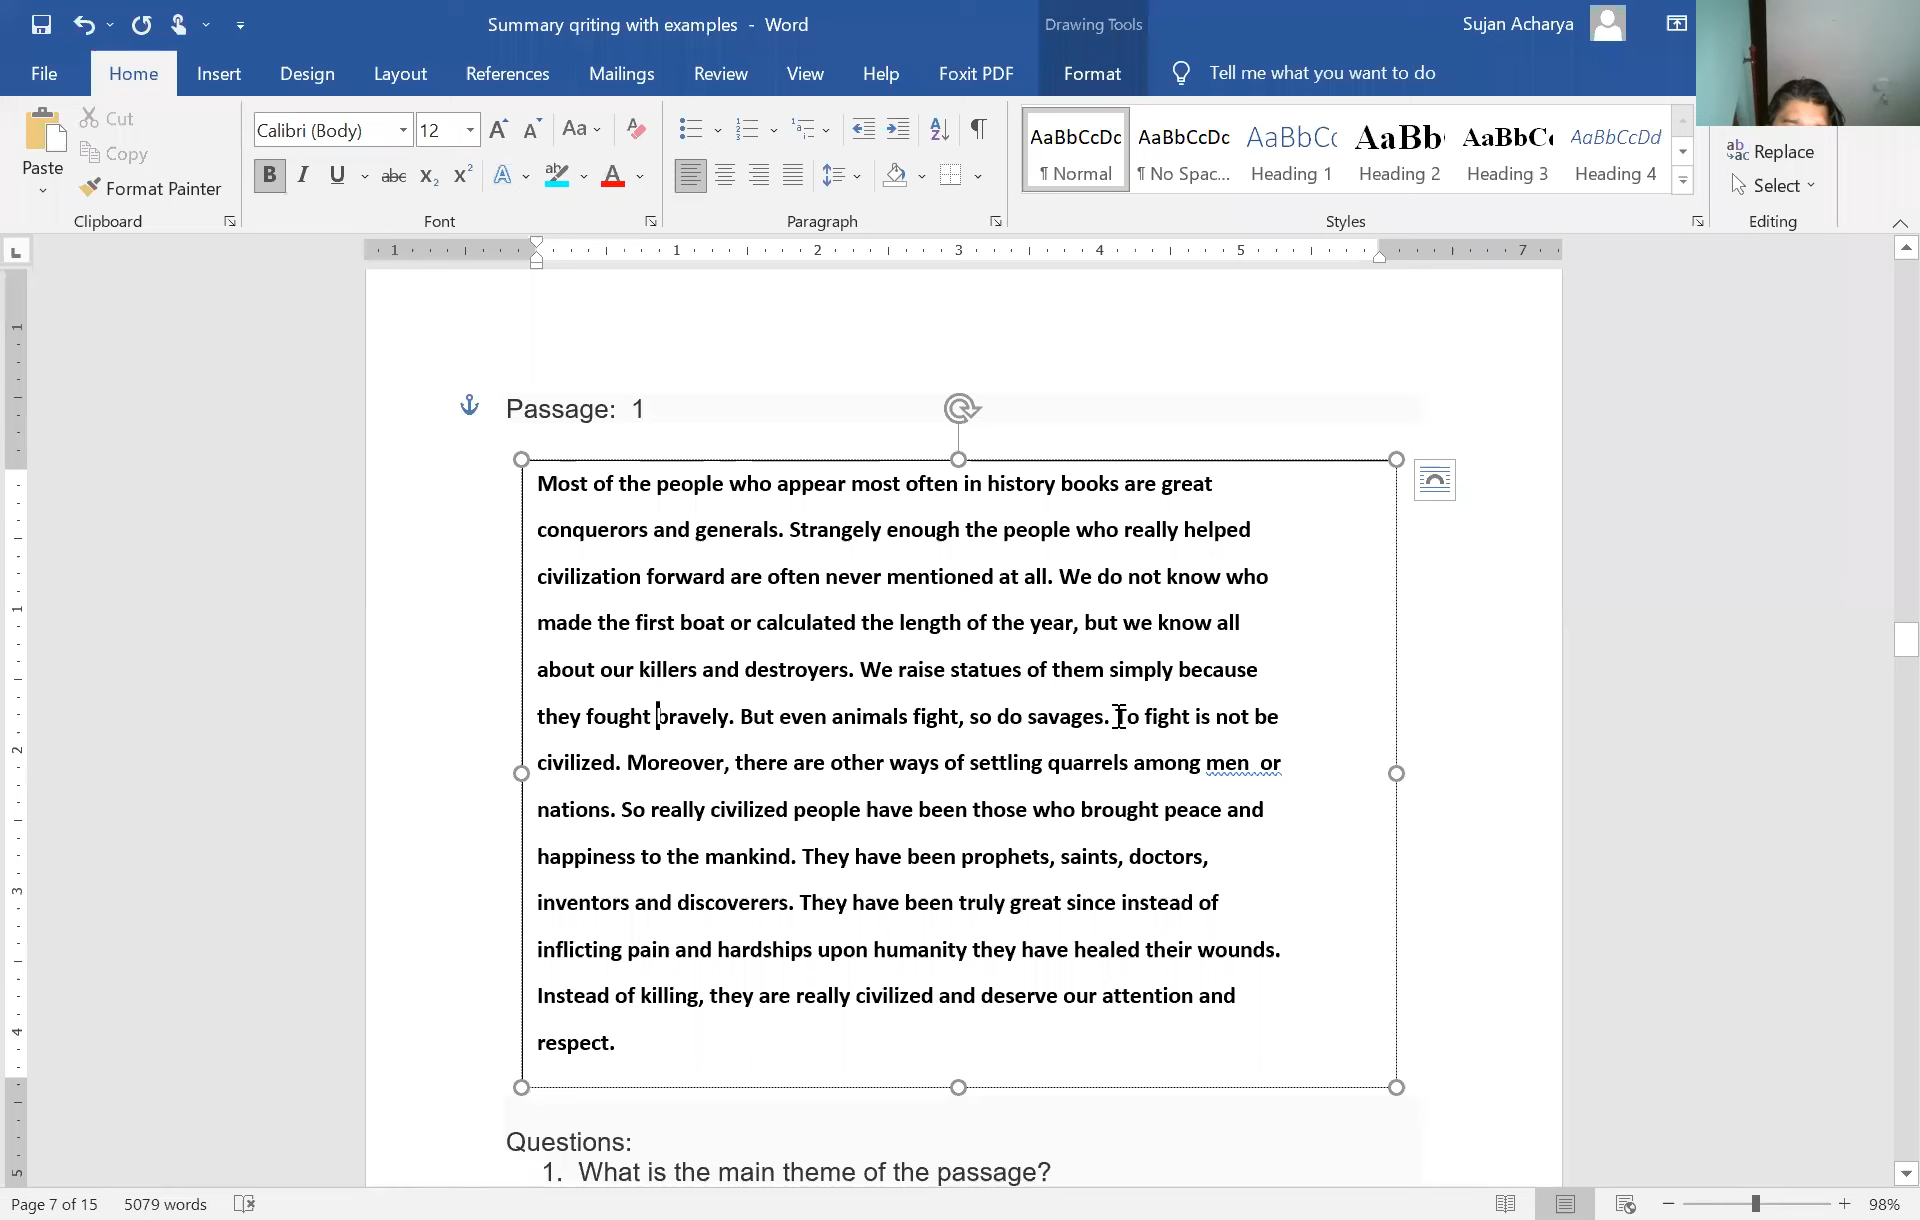 Summary qriting with examples - Word
Drawing Tools
Sujan Acharya
File Home Insert Design Layout References Mailings Review View Help Foxit PDF Format Tell me what you want to do
Paste
Cut
Copy
Format Painter
Clipboard
Calibri (Body) 12
Font
Paragraph
AaBbCcDc ¶ Normal
AaBbCcDc ¶ No Spac...
AaBbCc Heading 1
AaBb Heading 2
AaBbC Heading 3
AaBbCcDd Heading 4
Styles
Replace
Select
Editing
1 1 2 3 4 5 7
Passage: 1
Most of the people who appear most often in history books are great
conquerors and generals. Strangely enough the people who really helped
civilization forward are often never mentioned at all. We do not know who
made the first boat or calculated the length of the year, but we know all
about our killers and destroyers. We raise statues of them simply because
they fought bravely. But even animals fight, so do savages. To fight is not be
civilized. Moreover, there are other ways of settling quarrels among men  or
nations. So really civilized people have been those who brought peace and
happiness to the mankind. They have been prophets, saints, doctors,
inventors and discoverers. They have been truly great since instead of
inflicting pain and hardships upon humanity they have healed their wounds.
Instead of killing, they are really civilized and deserve our attention and
respect.
Questions:
1. What is the main theme of the passage?
Page 7 of 15 5079 words 98%